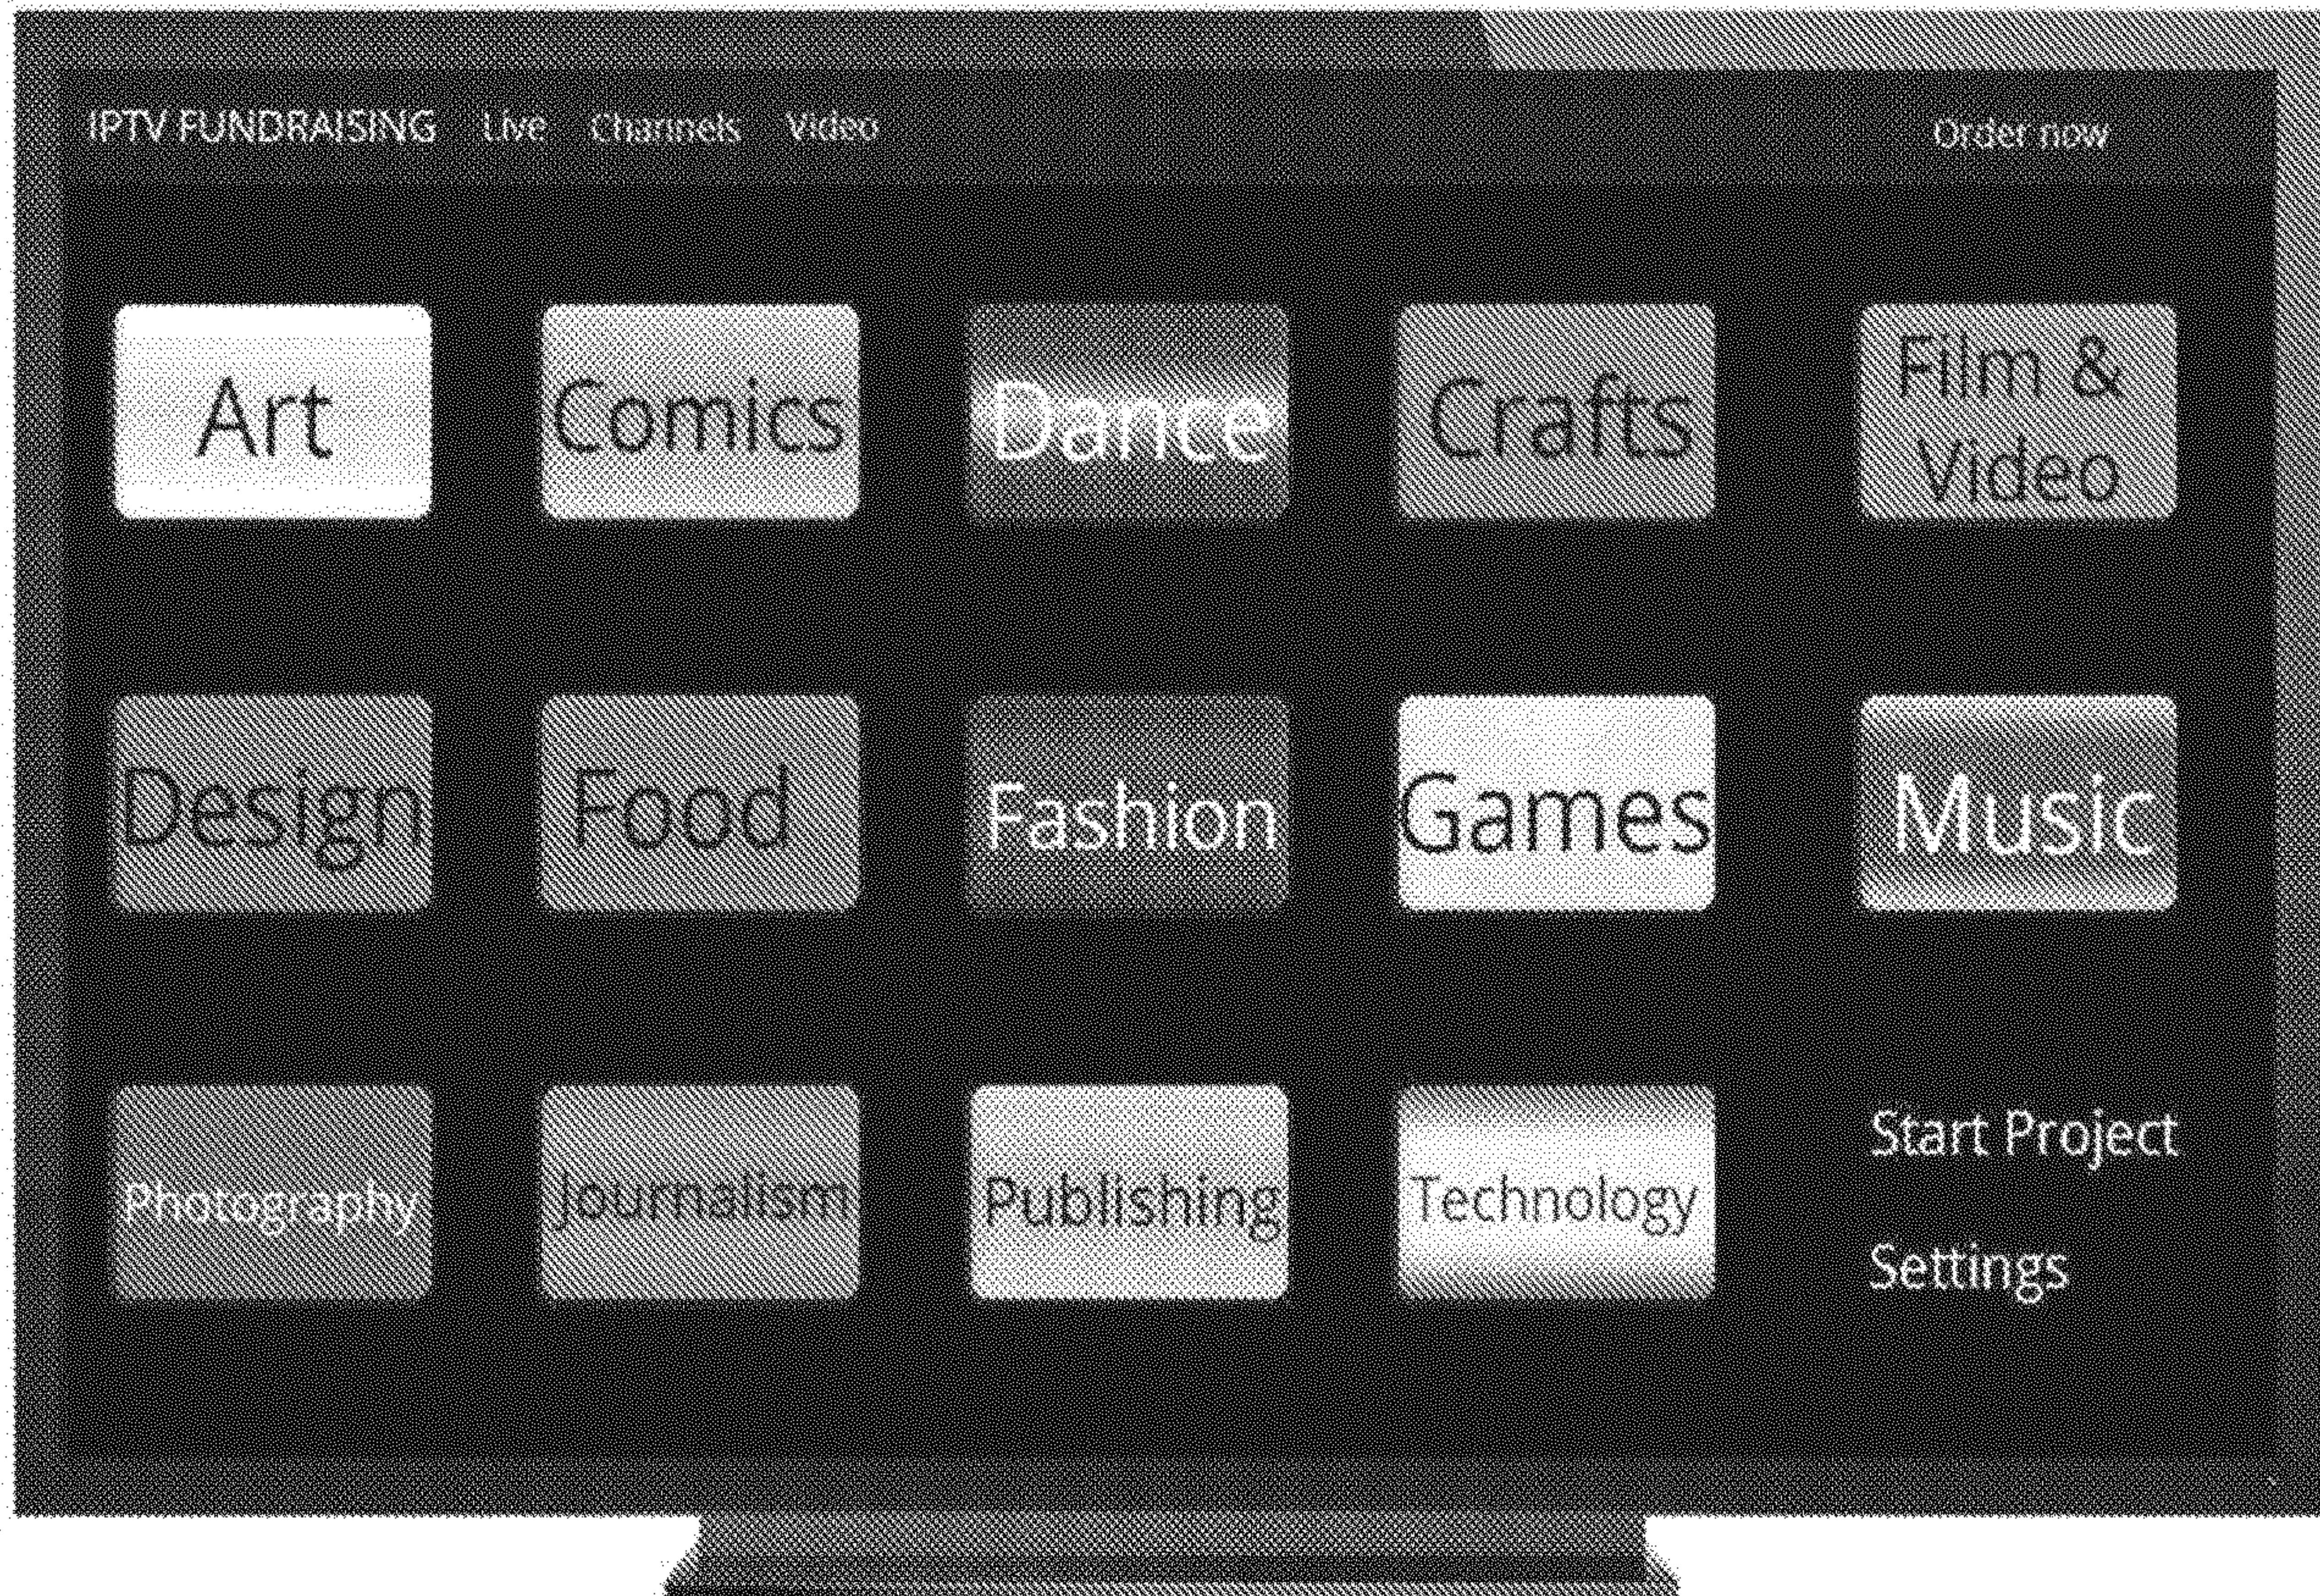 IPTV FUNDRAISING Live Channels Video Order now
Art Comics Dance Crafts Film &
Video
Design Food Fashion Games Music
Photography Journalism Publishing Technology Start Project
Settings